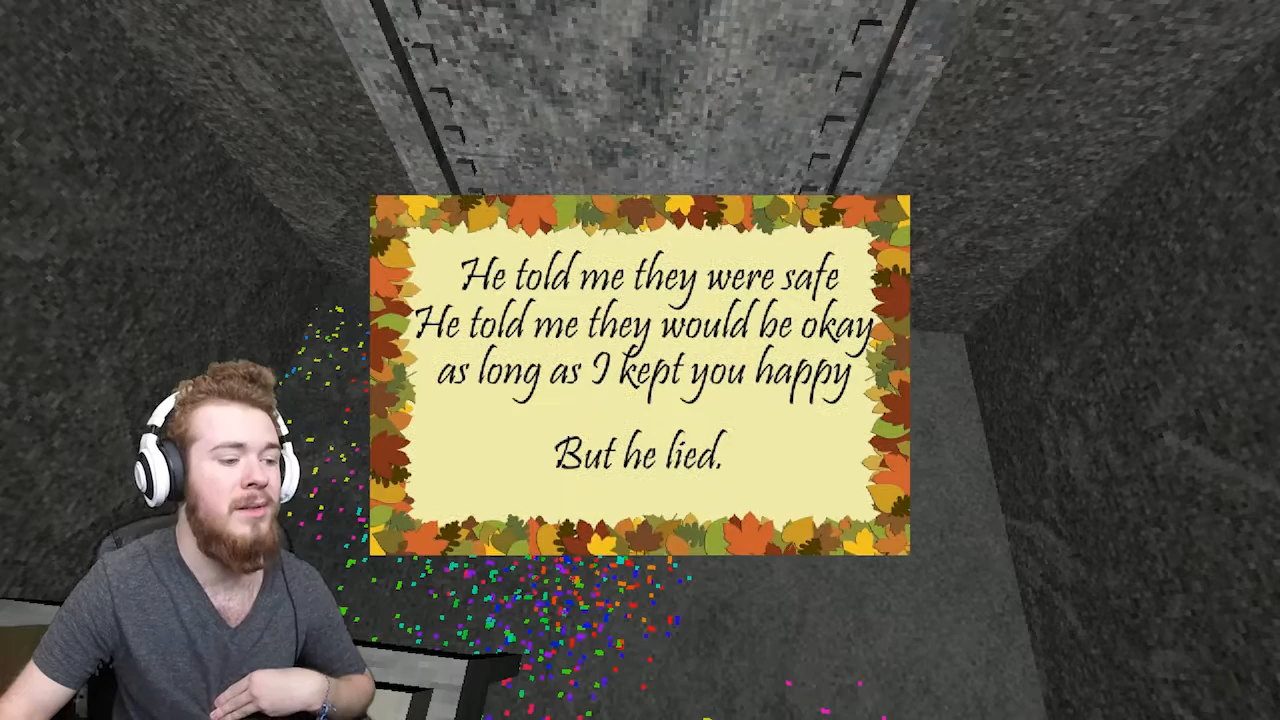 He told me they were safe
He told me they would be okay
as long as I kept you happy
But he lied.